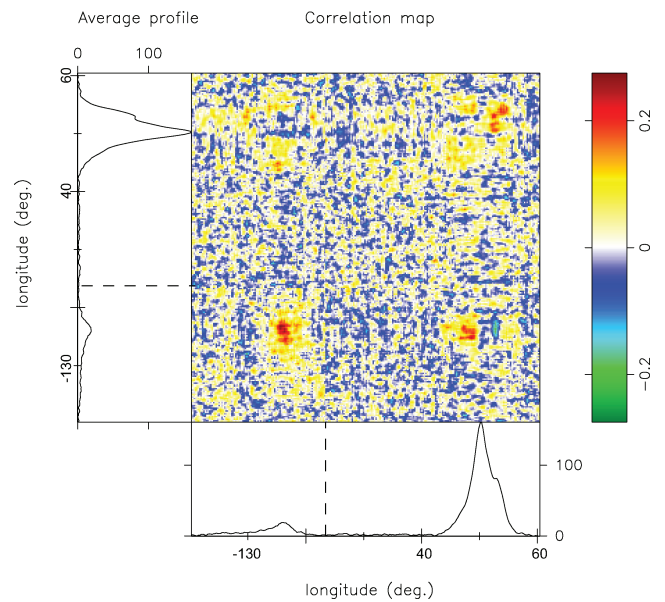 Average profile
Correlation map
0 100
60
40
-130
longitude (deg.)
0.2
0
-0.2
100
0
-130 40 60
longitude (deg.)